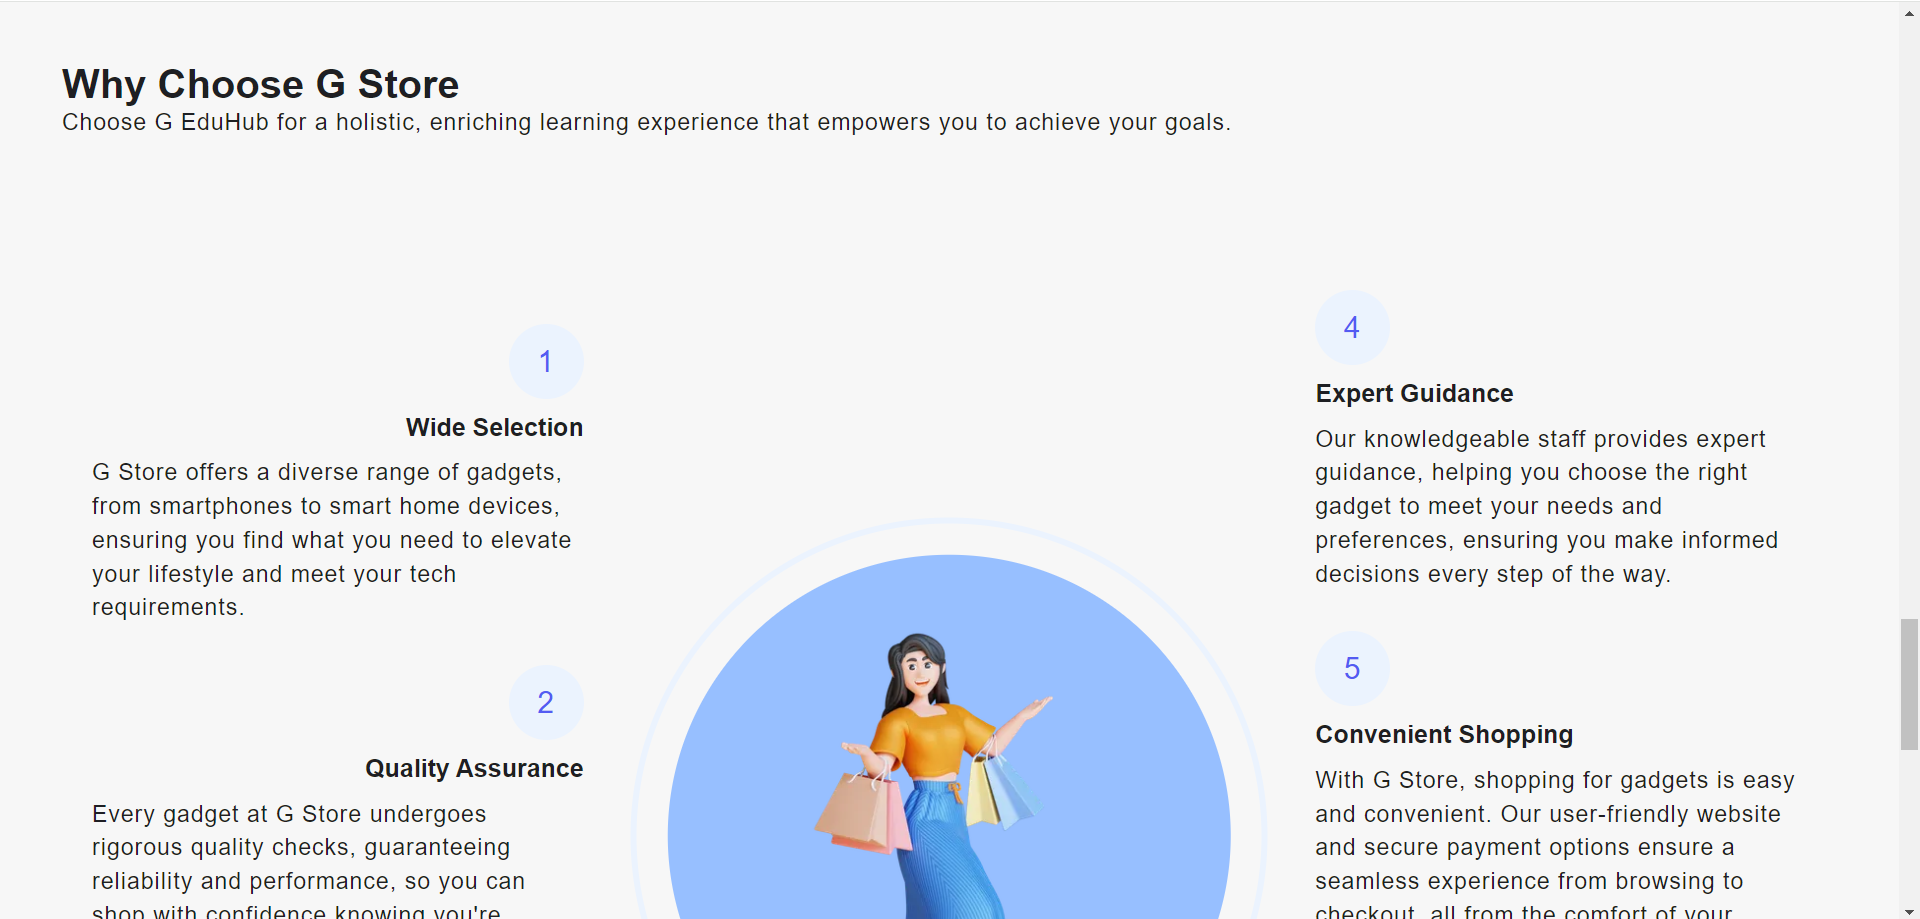 Why Choose G Store
Choose G EduHub for a holistic, enriching learning experience that empowers you to achieve your goals.
1
Wide Selection
G Store offers a diverse range of gadgets,
from smartphones to smart home devices,
ensuring you find what you need to elevate
your lifestyle and meet your tech
requirements.
2
Quality Assurance
Every gadget at G Store undergoes
rigorous quality checks, guaranteeing
reliability and performance, so you can
shop with confidence knowing you're
4
Expert Guidance
Our knowledgeable staff provides expert
guidance, helping you choose the right
gadget to meet your needs and
preferences, ensuring you make informed
decisions every step of the way.
5
Convenient Shopping
With G Store, shopping for gadgets is easy
and convenient. Our user-friendly website
and secure payment options ensure a
seamless experience from browsing to
checkout, all from the comfort of your